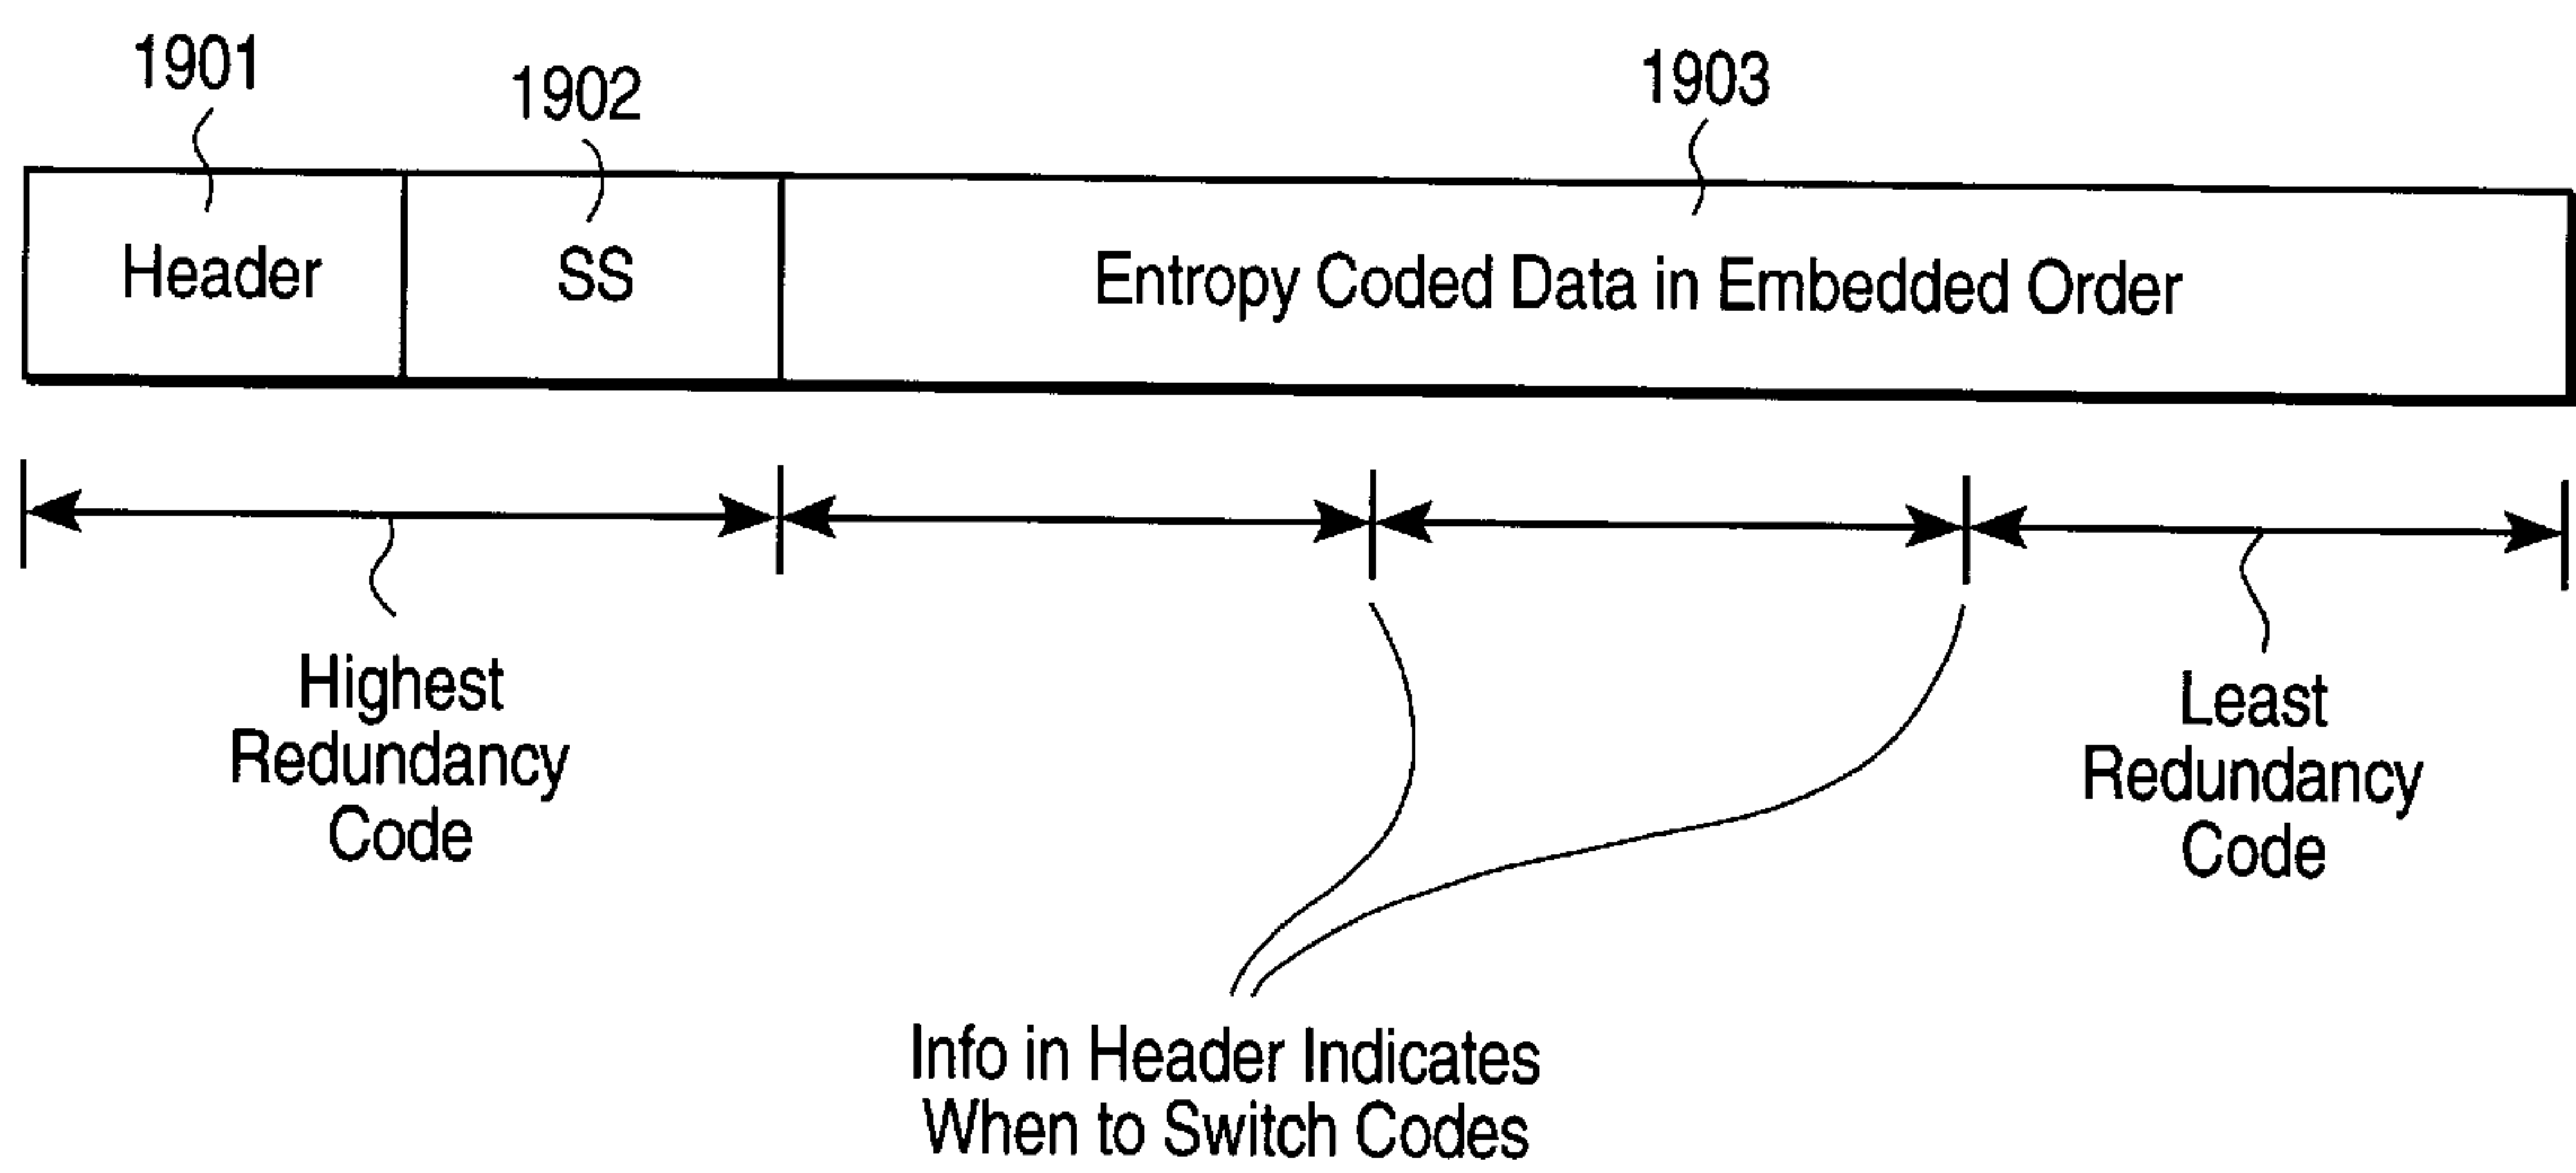 1901
1902
1903
Header
SS
Entropy Coded Data in Embedded Order
Highest
Redundancy
Code
Least
Redundancy
Code
Info in Header Indicates
When to Switch Codes